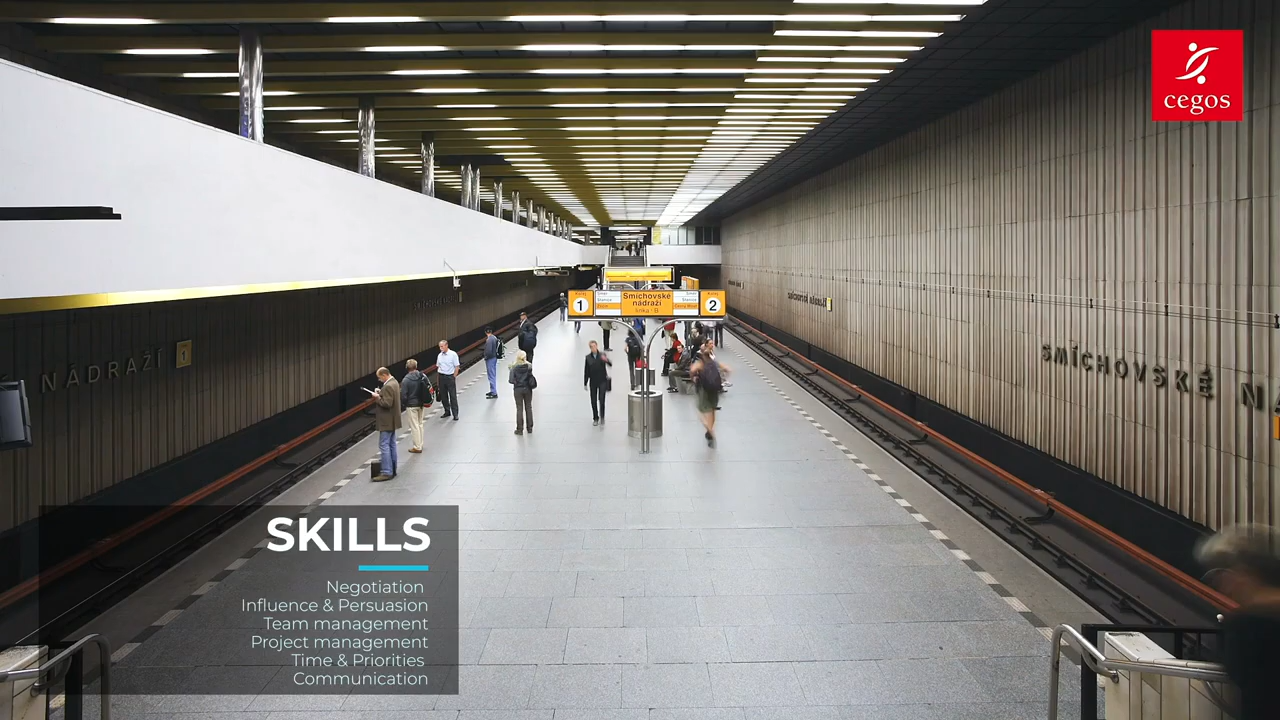 cegos
1
Smíchovské
nádraží
linka B
2
NÁDRAŽÍ 1
SMÍCHOVSKÉ
SKILLS
Negotiation
Influence & Persuasion
Team management
Project management
Time & Priorities
Communication